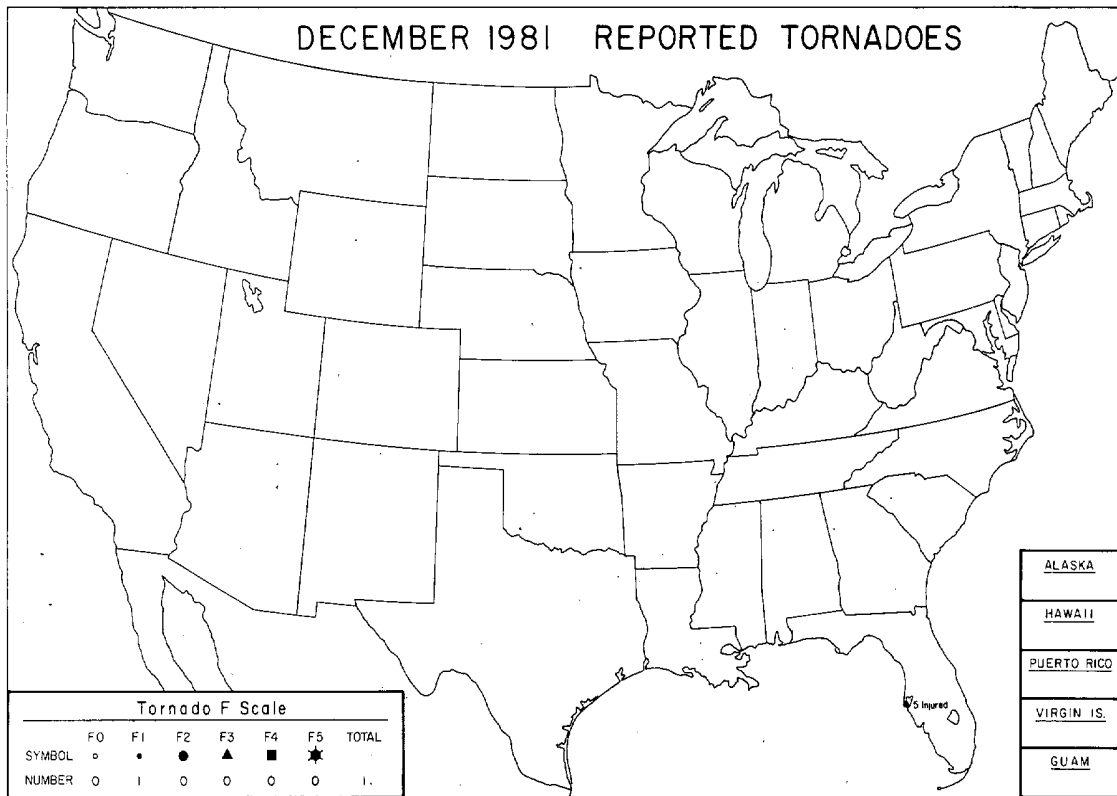 DECEMBER 1981 REPORTED TORNADOES
ALASKA
HAWAII
PUERTO RICO
VIRGIN IS.
GUAM
5 Injured
Tornado F Scale
F0 F1 F2 F3 F4 F5 TOTAL
SYMBOL
NUMBER 0 1 0 0 0 0 1.